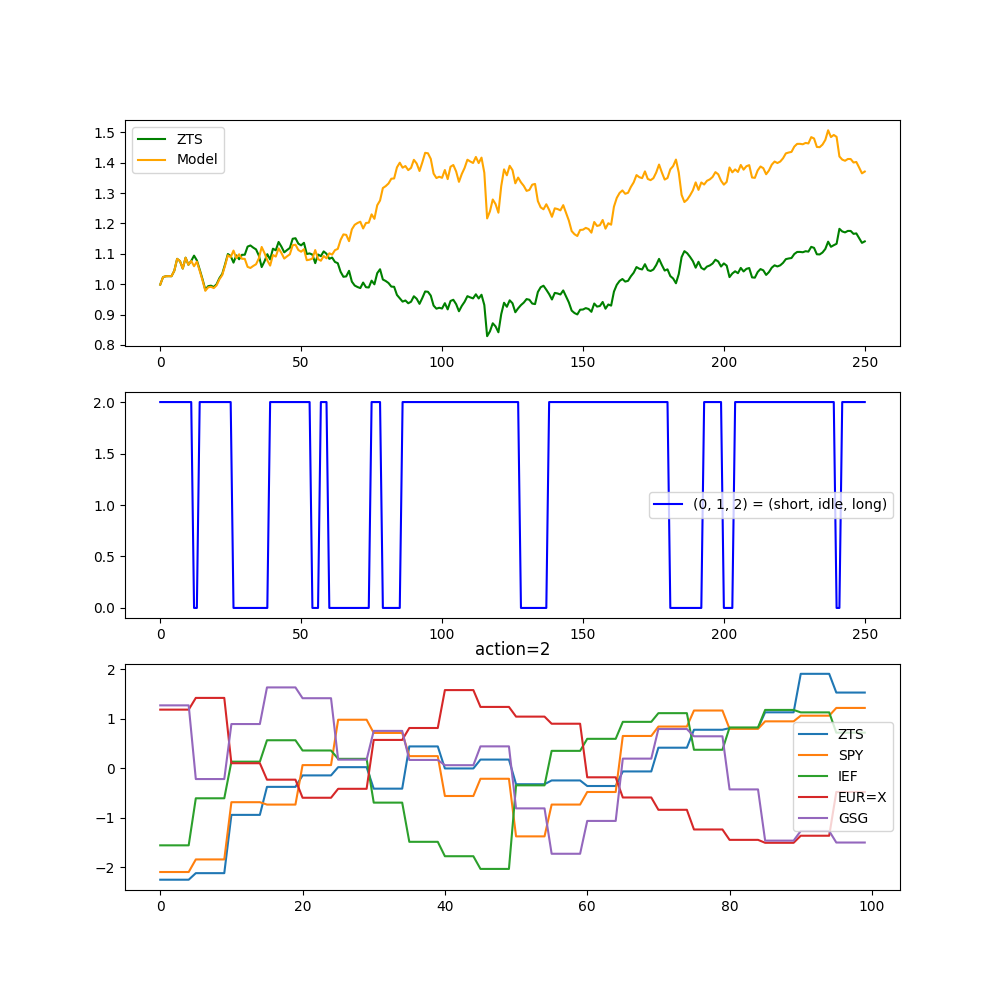 1.5
1.4
1.3
1.2
1.1
1.0
0.9
0.8
ZTS
Model
0 50 100 150 200 250
2.0
1.5
1.0
0.5
0.0
(0, 1, 2) = (short, idle, long)
0 50 100 150 200 250
action=2
2
1
0
−1
−2
ZTS
SPY
IEF
EUR=X
GSG
0 20 40 60 80 100